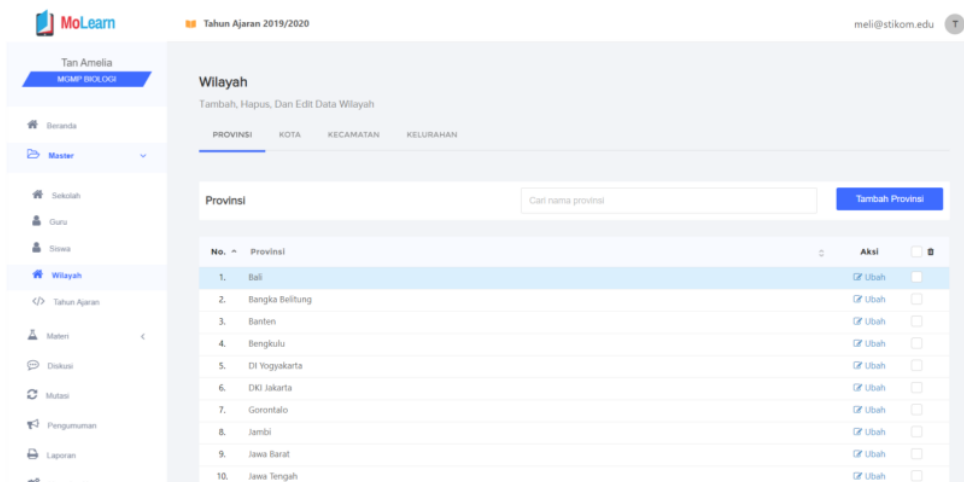 MoLearn
Tahun Ajaran 2019/2020
meli@stikom.edu
T
Tan Amelia
MGMP BIOLOGI
Beranda
Master
Sekolah
Guru
Siswa
Wilayah
Tahun Ajaran
Materi
Diskusi
Mutasi
Pengumuman
Laporan
Wilayah
Tambah, Hapus, Dan Edit Data Wilayah
PROVINSI KOTA KECAMATAN KELURAHAN
Provinsi
Cari nama provinsi
Tambah Provinsi
No. Provinsi Aksi
1. Bali Ubah
2. Bangka Belitung Ubah
3. Banten Ubah
4. Bengkulu Ubah
5. DI Yogyakarta Ubah
6. DKI Jakarta Ubah
7. Gorontalo Ubah
8. Jambi Ubah
9. Jawa Barat Ubah
10. Jawa Tengah Ubah